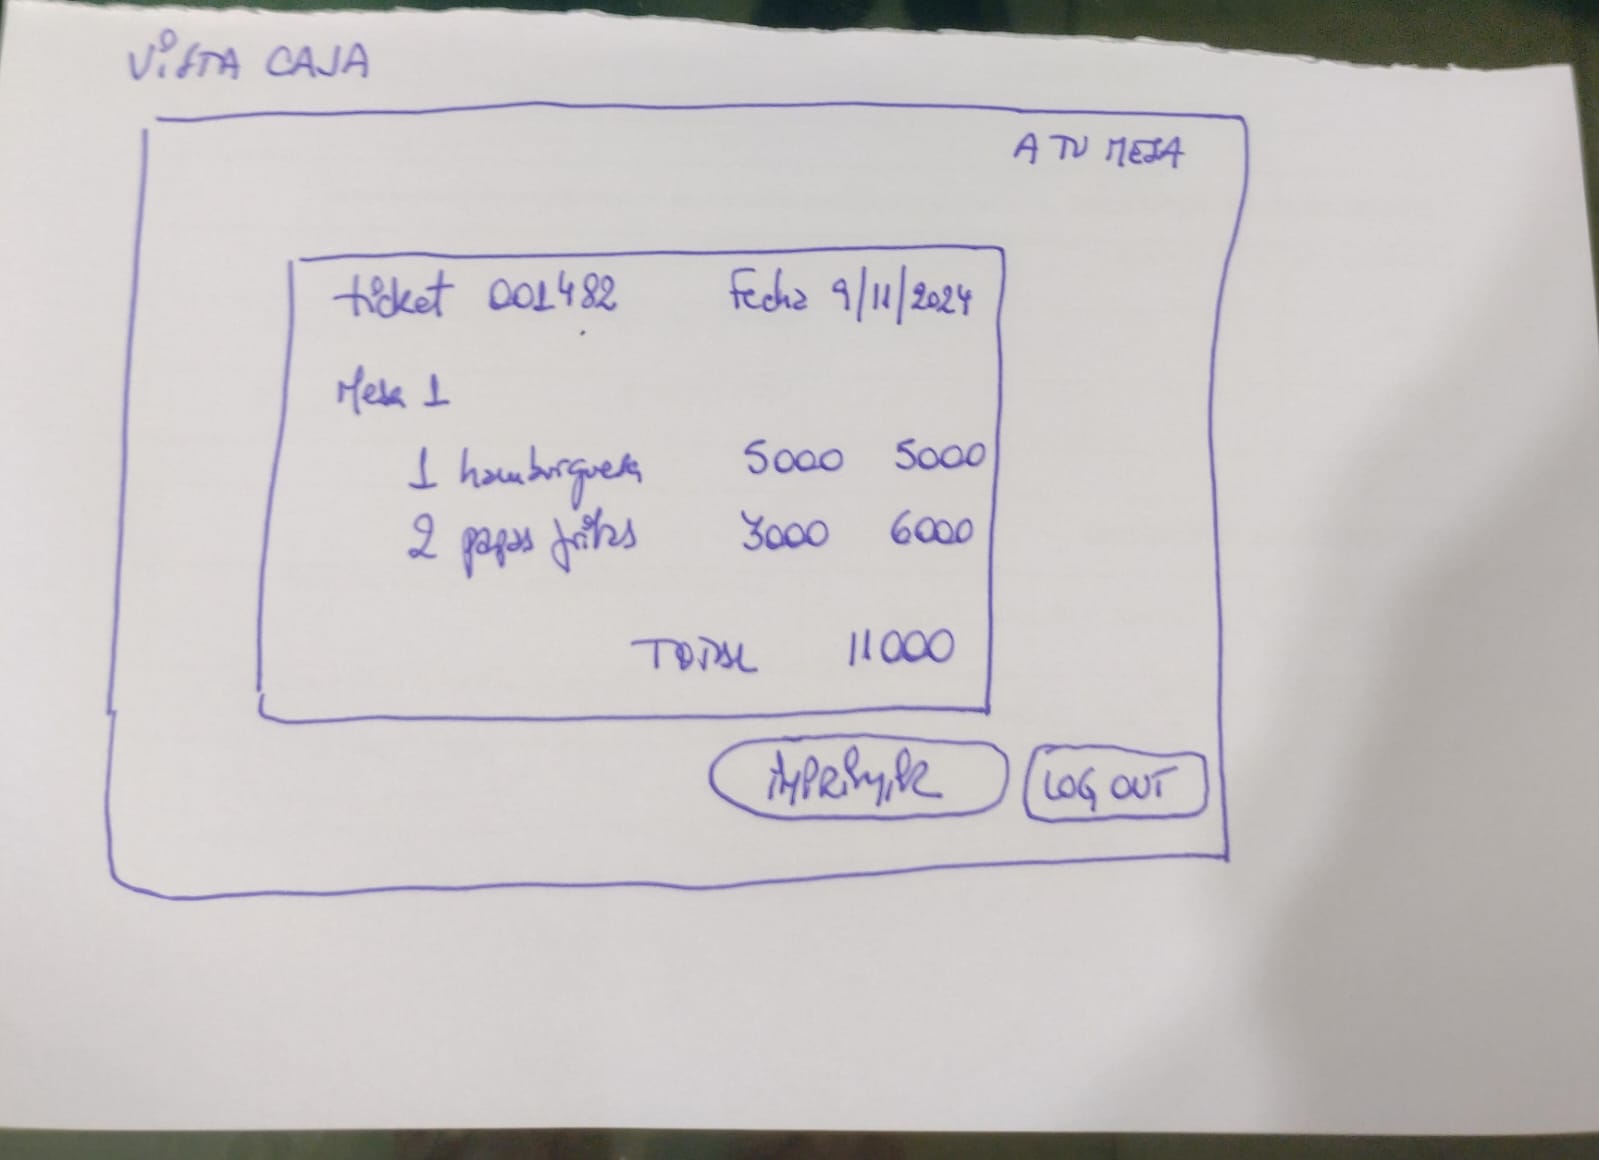 VISTA CAJA
A TU MESA
ticket 001482 Fecha 9/11/2024
Mesa 1
1 hamburguesa 5000 5000
2 papas fritas 3000 6000
TOTAL 11000
IMPRIMIR LOG OUT